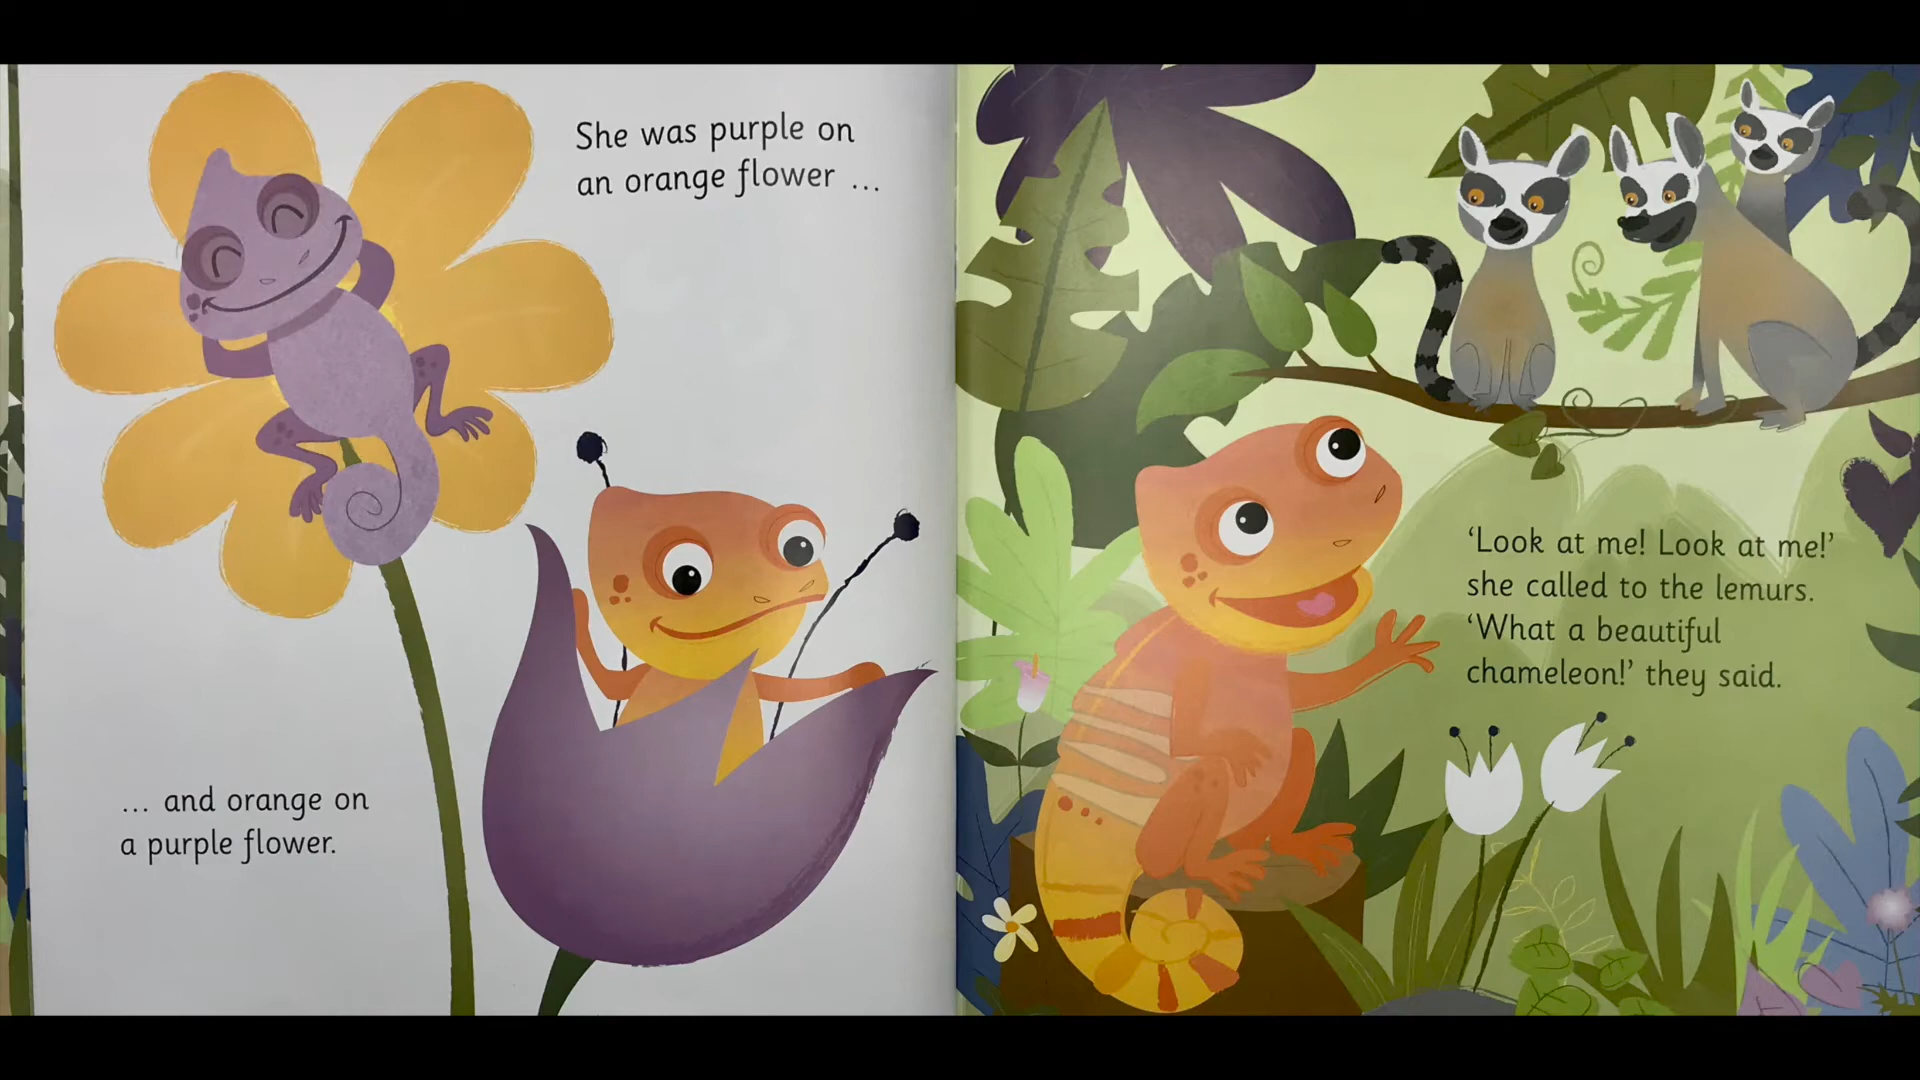 She was purple on
an orange flower ...
... and orange on
a purple flower.
‘Look at me! Look at me!’
she called to the lemurs.
‘What a beautiful
chameleon!’ they said.